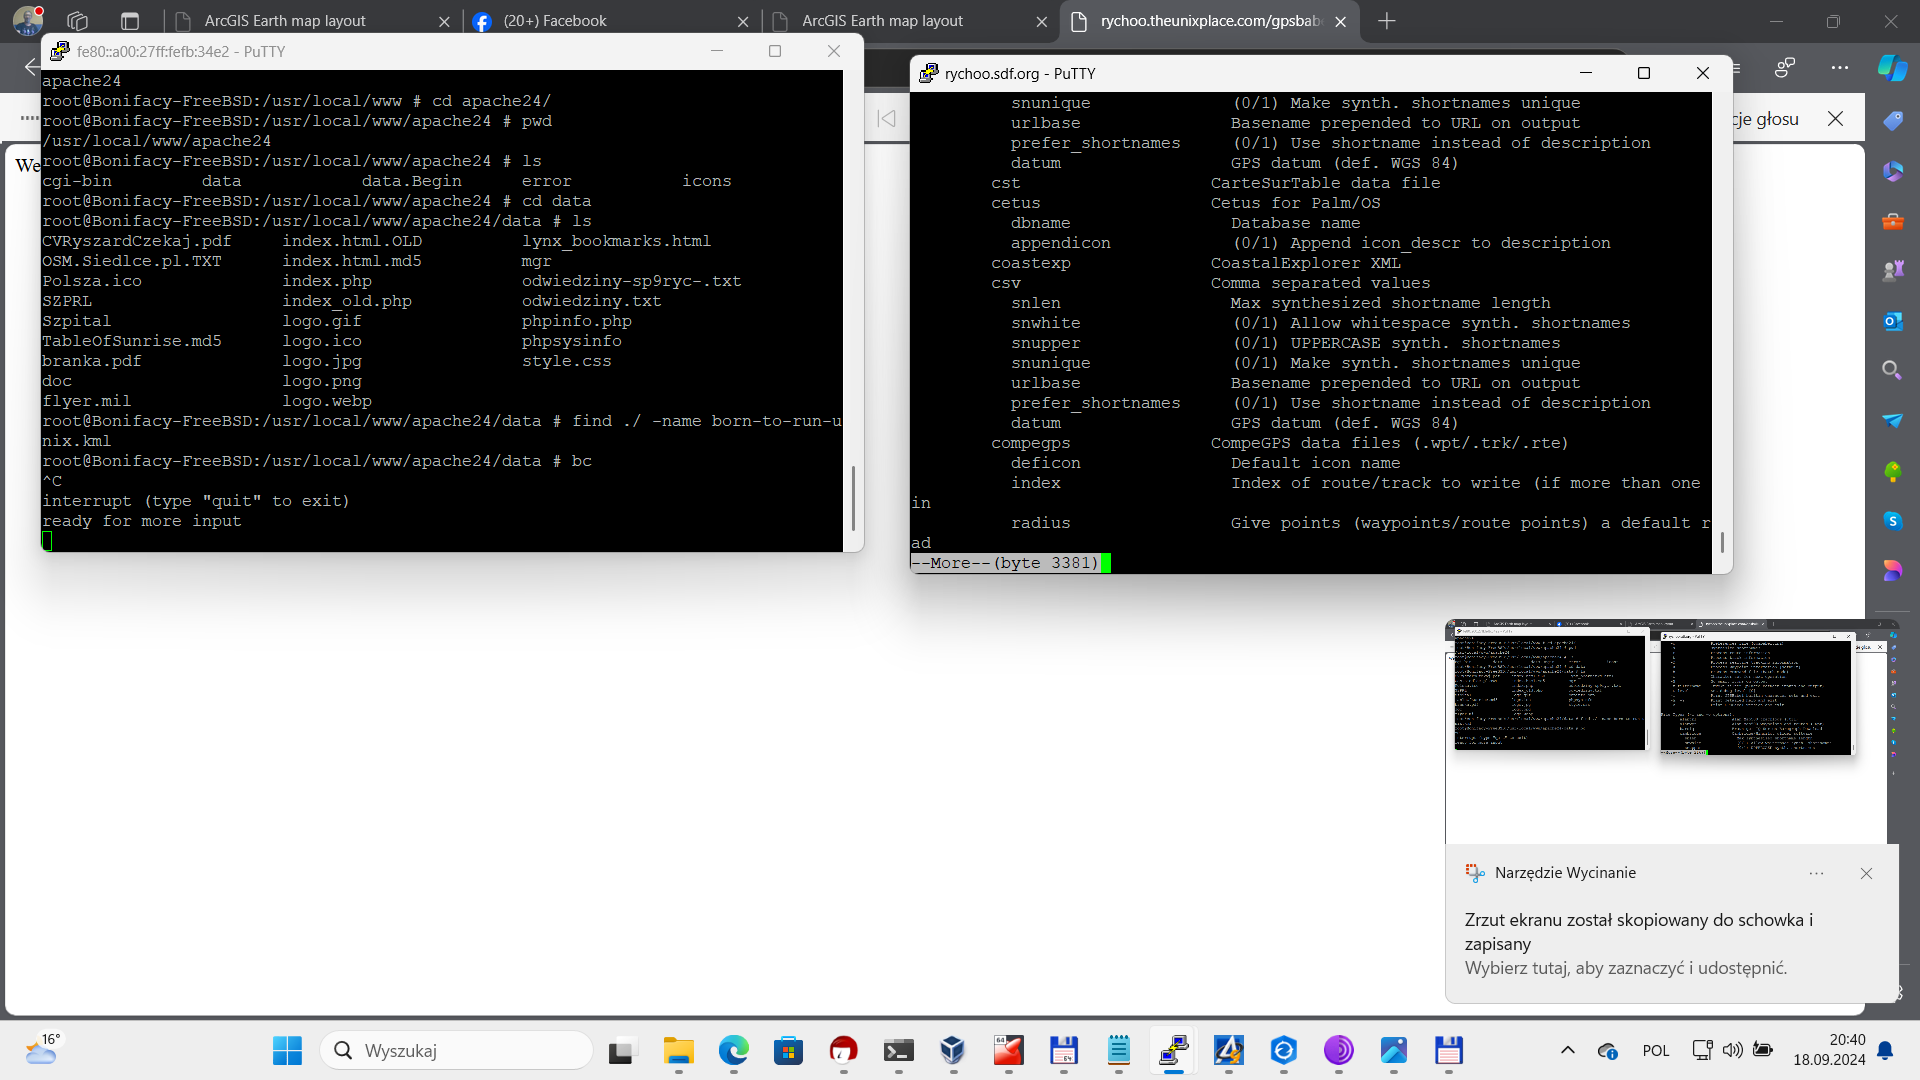 ArcGIS Earth map layout
(20+) Facebook
ArcGIS Earth map layout
rychoo.theunixplace.com/gpsbabe
fe80::a00:27ff:fefb:34e2 - PuTTY
apache24
root@Bonifacy-FreeBSD:/usr/local/www # cd apache24/
root@Bonifacy-FreeBSD:/usr/local/www/apache24 # pwd
/usr/local/www/apache24
root@Bonifacy-FreeBSD:/usr/local/www/apache24 # ls
cgi-bin data data.Begin error icons
root@Bonifacy-FreeBSD:/usr/local/www/apache24 # cd data
root@Bonifacy-FreeBSD:/usr/local/www/apache24/data # ls
CVRyszardCzekaj.pdf index.html.OLD lynx_bookmarks.html
OSM.Siedlce.pl.TXT index.html.md5 mgr
Polsza.ico index.php odwiedziny-sp9ryc-.txt
SZPRL index_old.php odwiedziny.txt
Szpital logo.gif phpinfo.php
TableOfSunrise.md5 logo.ico phpsysinfo
branka.pdf logo.jpg style.css
doc logo.png
flyer.mil logo.webp
root@Bonifacy-FreeBSD:/usr/local/www/apache24/data # find ./ -name born-to-run-u
nix.kml
root@Bonifacy-FreeBSD:/usr/local/www/apache24/data # bc
^C
interrupt (type "quit" to exit)
ready for more input
We
rychoo.sdf.org - PuTTY
snunique (0/1) Make synth. shortnames unique
urlbase Basename prepended to URL on output
prefer_shortnames (0/1) Use shortname instead of description
datum GPS datum (def. WGS 84)
cst CarteSurTable data file
cetus Cetus for Palm/OS
dbname Database name
appendicon (0/1) Append icon_descr to description
coastexp CoastalExplorer XML
csv Comma separated values
snlen Max synthesized shortname length
snwhite (0/1) Allow whitespace synth. shortnames
snupper (0/1) UPPERCASE synth. shortnames
snunique (0/1) Make synth. shortnames unique
urlbase Basename prepended to URL on output
prefer_shortnames (0/1) Use shortname instead of description
datum GPS datum (def. WGS 84)
compegps CompeGPS data files (.wpt/.trk/.rte)
deficon Default icon name
index Index of route/track to write (if more than one
in
radius Give points (waypoints/route points) a default r
ad
--More--(byte 3381)
cje głosu
Narzędzie Wycinanie
Zrzut ekranu został skopiowany do schowka i
zapisany
Wybierz tutaj, aby zaznaczyć i udostępnić.
16°
Wyszukaj
64
64
POL
20:40
18.09.2024